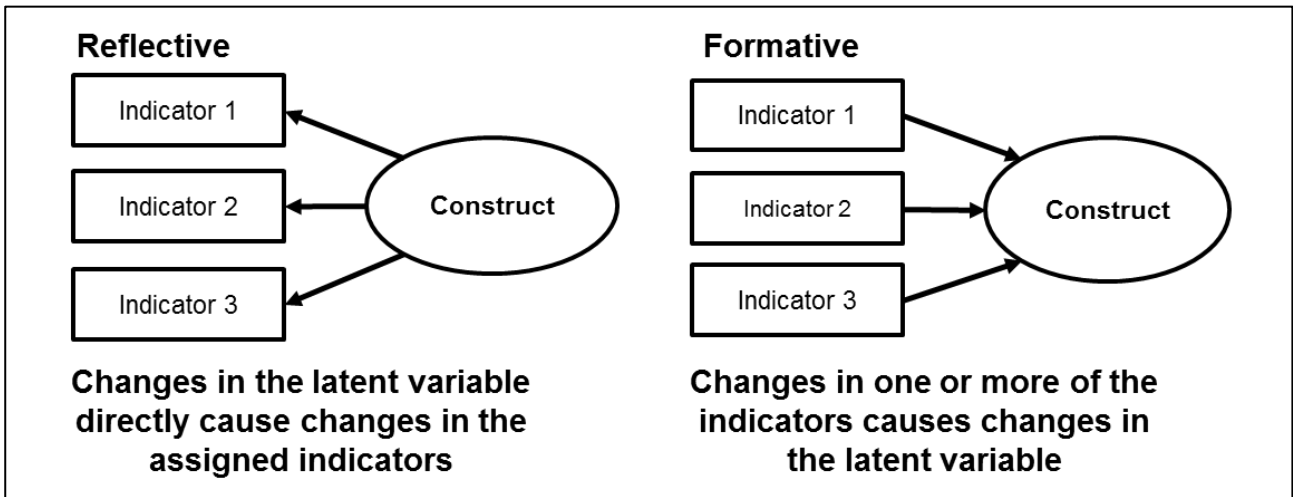 Reflective
Indicator 1
Indicator 2
Indicator 3
Construct
Changes in the latent variable
directly cause changes in the
assigned indicators
Formative
Indicator 1
Indicator 2
Indicator 3
Construct
Changes in one or more of the
indicators causes changes in
the latent variable